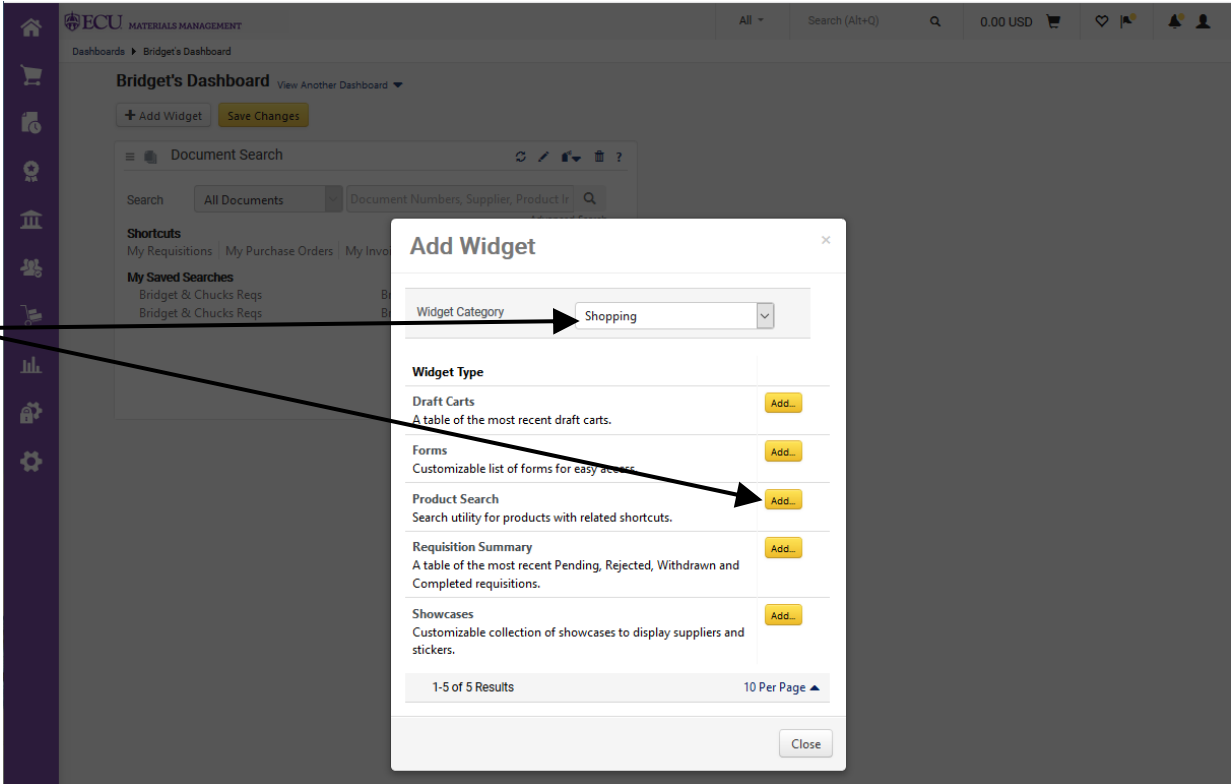 ECU MATERIALS MANAGEMENT
All
Search (Alt+Q)
0.00 USD
Dashboards Bridget's Dashboard
Bridget's Dashboard View Another Dashboard
+ Add Widget
Save Changes
Document Search
?
Search
All Documents
Document Numbers, Supplier, Product In
Advanced Search
Shortcuts
My Requisitions
My Purchase Orders
My Invo
My Saved Searches
Bridget & Chucks Reqs
Br
Bridget & Chucks Reqs
Br
Add Widget
×
Widget Category
Shopping
Widget Type
Draft Carts
Add...
A table of the most recent draft carts.
Forms
Add...
Customizable list of forms for easy access.
Product Search
Add...
Search utility for products with related shortcuts.
Requisition Summary
Add...
A table of the most recent Pending, Rejected, Withdrawn and
Completed requisitions.
Showcases
Add...
Customizable collection of showcases to display suppliers and
stickers.
1-5 of 5 Results
10 Per Page
Close